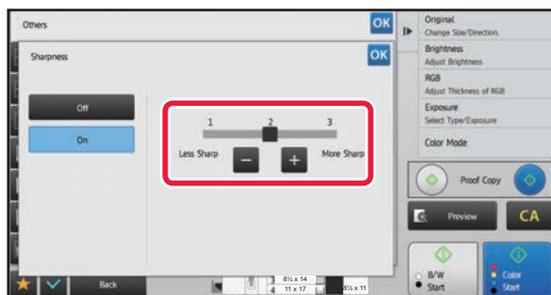 Others
OK
Sharpness
OK
Off
On
1 2 3
Less Sharp
More Sharp
Original
Change Size/Direction.
Brightness
Adjust Brightness
RGB
Adjust Thickness of RGB
Exposure
Select Type/Exposure
Color Mode
Proof Copy
Preview
CA
B/W
Start
Color
Start
Back
8½ x 14
4 11 x 17
8½ x 11